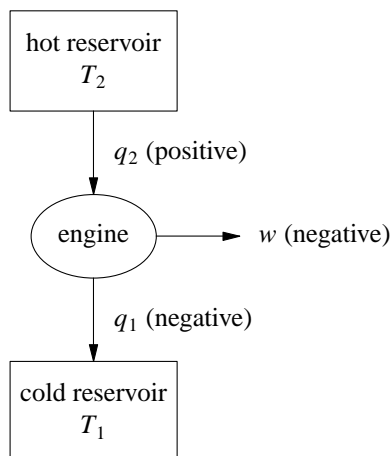 hot reservoir
T₂
q₂ (positive)
engine
w (negative)
q₁ (negative)
cold reservoir
T₁